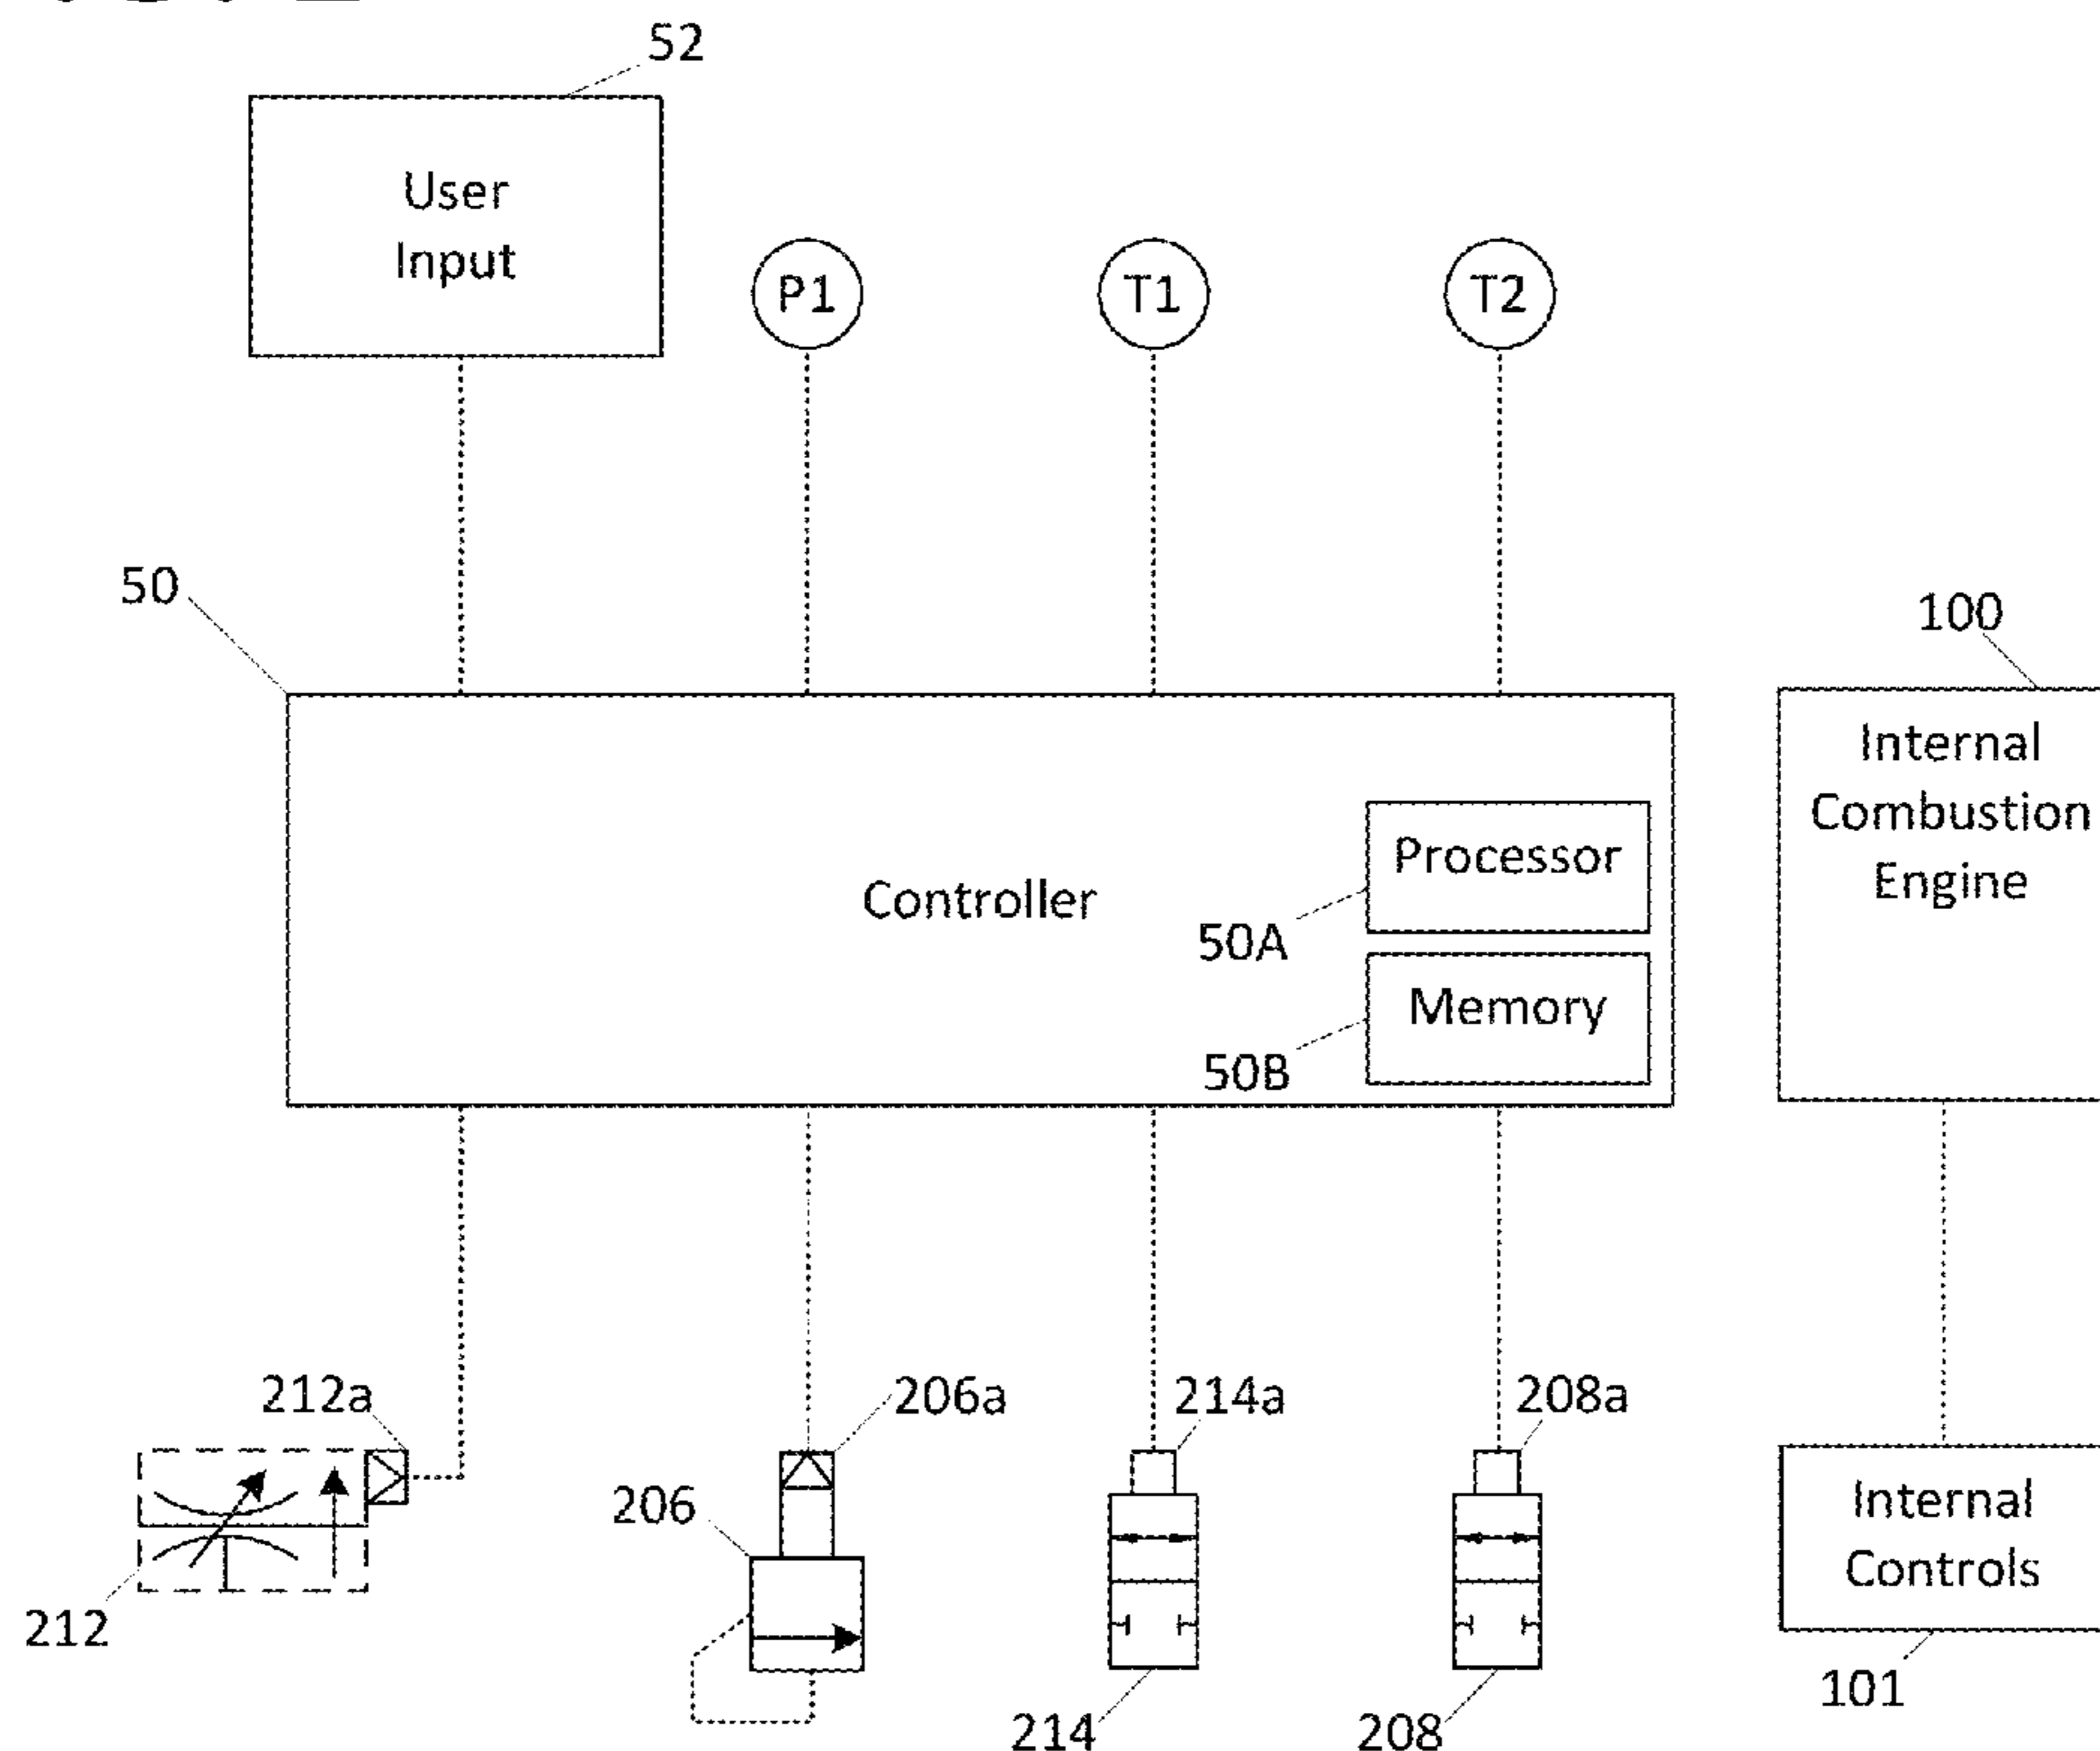 52
User
Input
P1
T1
T2
50
100
Internal
Combustion
Engine
Controller
Processor
50A
Memory
50B
212a
206a
214a
208a
206
212
Internal
Controls
101
214
208